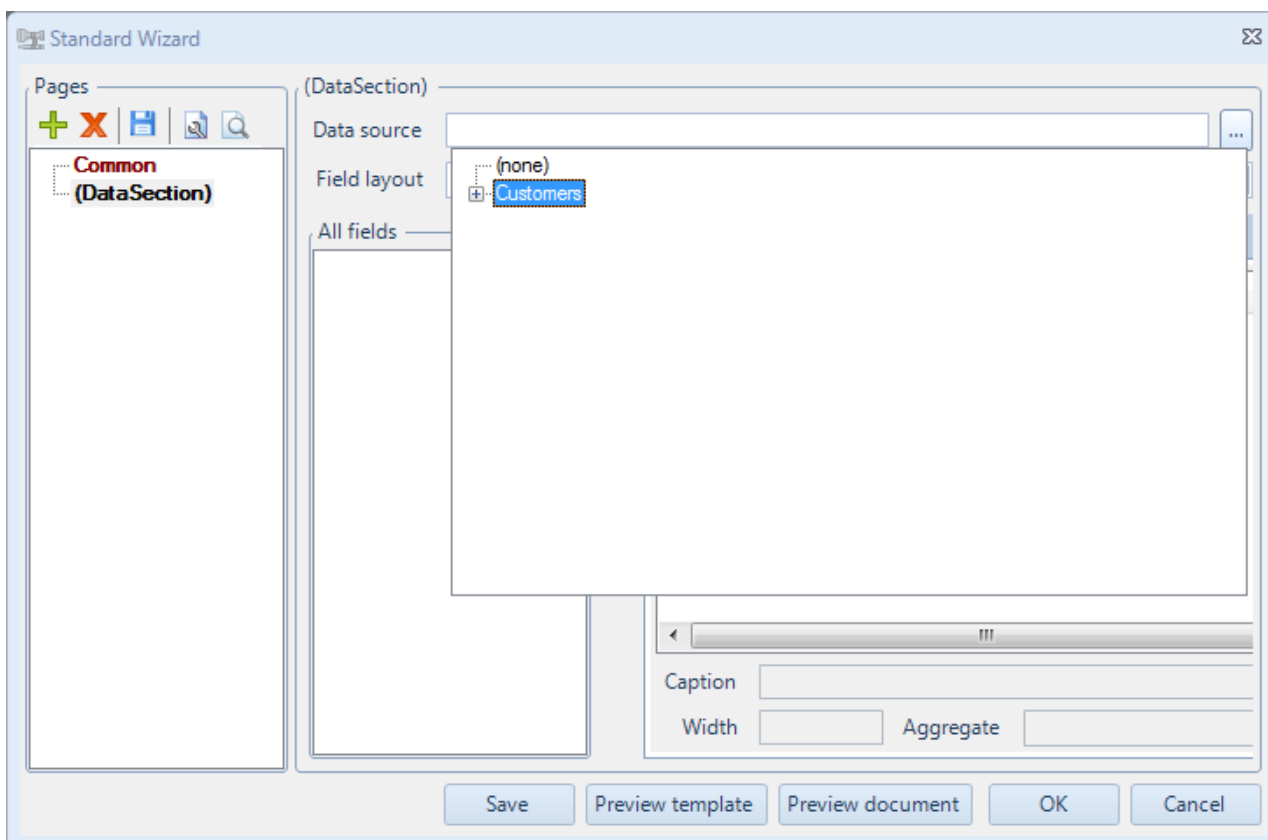 Standard Wizard
Pages
(DataSection)
Common
(DataSection)
Data source
...
(none)
Customers
Field layout
All fields
Caption
Width
Aggregate
Save
Preview template
Preview document
OK
Cancel